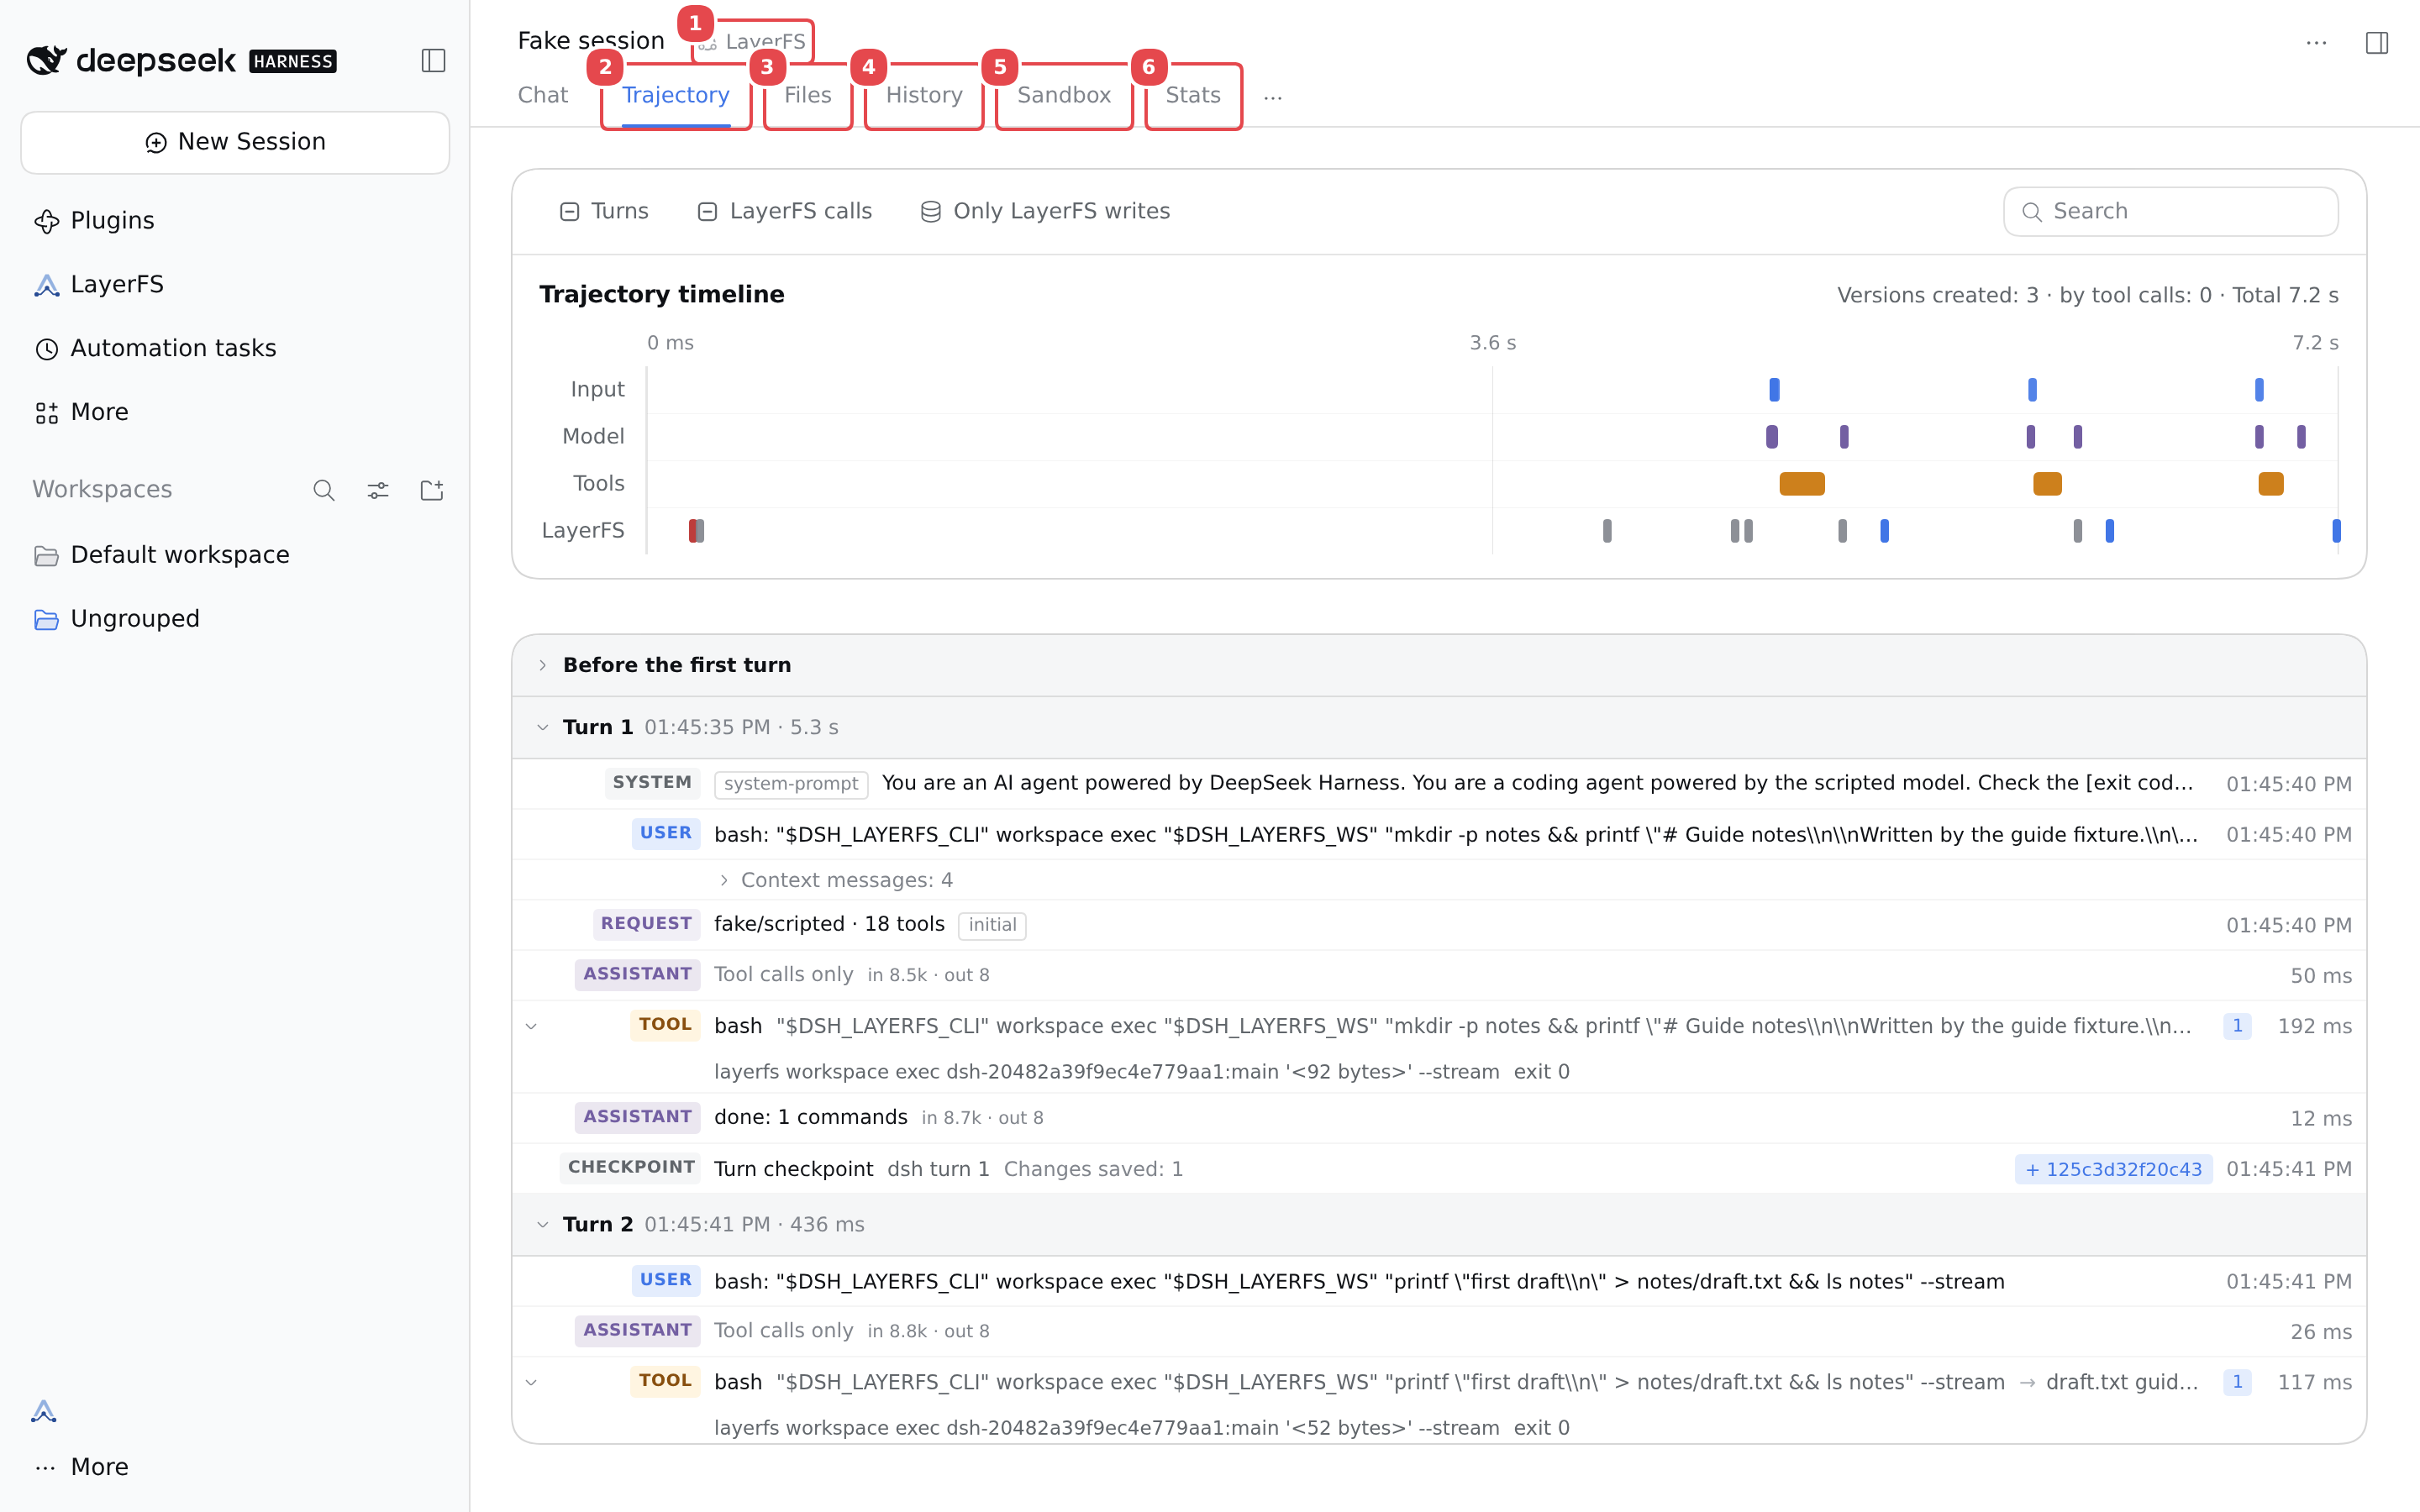 deepseek HARNESS
New Session
Plugins
LayerFS
Automation tasks
More
Workspaces
Default workspace
Ungrouped
More
Fake session
1
LayerFS
Chat
2
Trajectory
3
Files
4
History
5
Sandbox
6
Stats
...
Turns
LayerFS calls
Only LayerFS writes
Search
Trajectory timeline
Versions created: 3 · by tool calls: 0 · Total 7.2 s
0 ms 3.6 s 7.2 s
Input
Model
Tools
LayerFS
Before the first turn
Turn 1 01:45:35 PM · 5.3 s
SYSTEM system-prompt You are an AI agent powered by DeepSeek Harness. You are a coding agent powered by the scripted model. Check the [exit cod... 01:45:40 PM
USER bash: "$DSH_LAYERFS_CLI" workspace exec "$DSH_LAYERFS_WS" "mkdir -p notes && printf \"# Guide notes\\n\\nWritten by the guide fixture.\\n\... 01:45:40 PM
Context messages: 4
REQUEST fake/scripted · 18 tools initial 01:45:40 PM
ASSISTANT Tool calls only in 8.5k · out 8 50 ms
TOOL bash "$DSH_LAYERFS_CLI" workspace exec "$DSH_LAYERFS_WS" "mkdir -p notes && printf \"# Guide notes\\n\\nWritten by the guide fixture.\\n... 1 192 ms
layerfs workspace exec dsh-20482a39f9ec4e779aa1:main '<92 bytes>' --stream exit 0
ASSISTANT done: 1 commands in 8.7k · out 8 12 ms
CHECKPOINT Turn checkpoint dsh turn 1 Changes saved: 1 + 125c3d32f20c43 01:45:41 PM
Turn 2 01:45:41 PM · 436 ms
USER bash: "$DSH_LAYERFS_CLI" workspace exec "$DSH_LAYERFS_WS" "printf \"first draft\\n\" > notes/draft.txt && ls notes" --stream 01:45:41 PM
ASSISTANT Tool calls only in 8.8k · out 8 26 ms
TOOL bash "$DSH_LAYERFS_CLI" workspace exec "$DSH_LAYERFS_WS" "printf \"first draft\\n\" > notes/draft.txt && ls notes" --stream → draft.txt guid... 1 117 ms
layerfs workspace exec dsh-20482a39f9ec4e779aa1:main '<52 bytes>' --stream exit 0